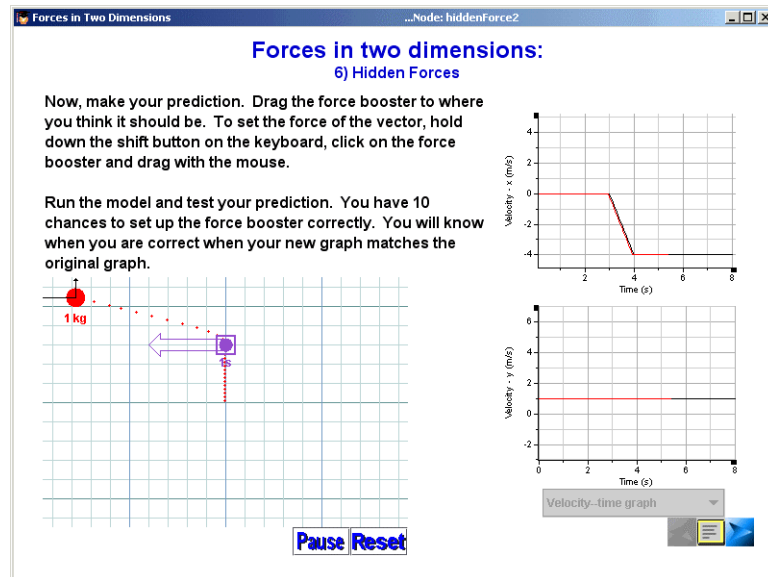 Forces in Two Dimensions
...Node: hiddenForce2
Forces in two dimensions:
6) Hidden Forces
Now, make your prediction. Drag the force booster to where
you think it should be. To set the force of the vector, hold
down the shift button on the keyboard, click on the force
booster and drag with the mouse.
Run the model and test your prediction. You have 10
chances to set up the force booster correctly. You will know
when you are correct when your new graph matches the
original graph.
1 kg
1s
Pause
Reset
Velocity - x (m/s)
4
2
0
-2
-4
2
4
6
8
Time (s)
Velocity - y (m/s)
6
4
2
0
-2
0
2
4
6
8
Time (s)
Velocity--time graph